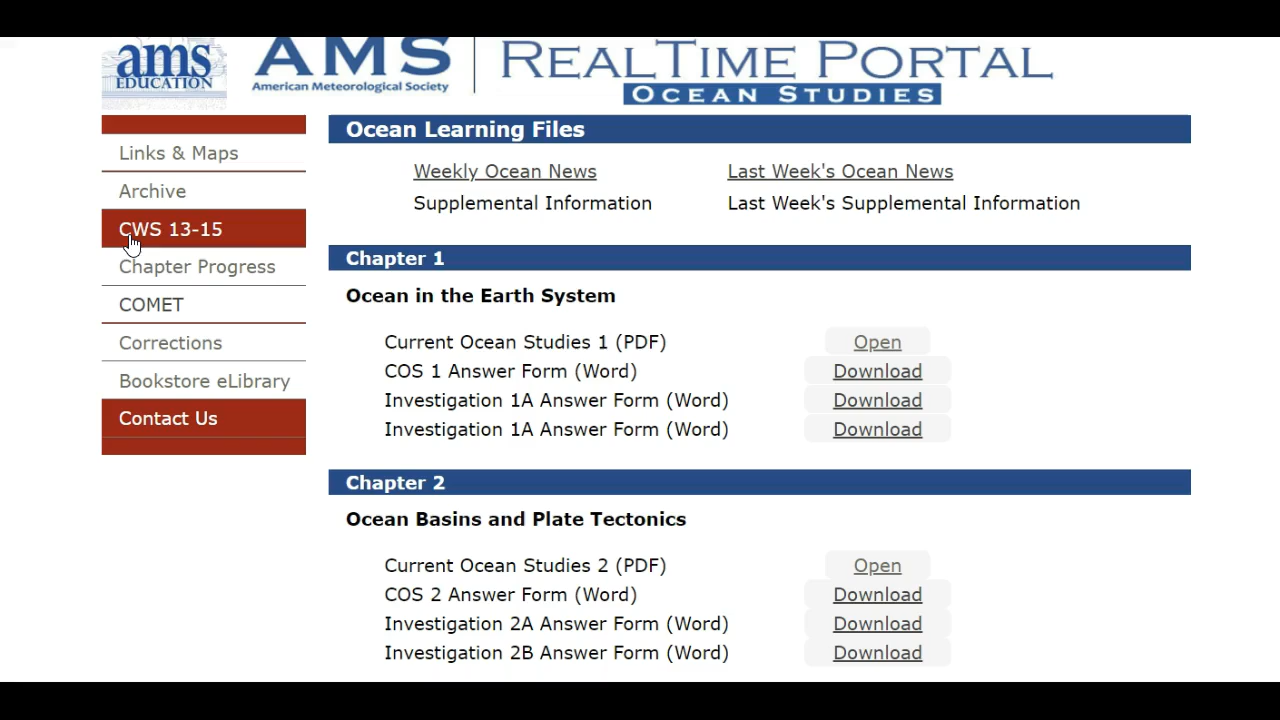 ams
EDUCATION
AMS
American Meteorological Society
REALTIME PORTAL
OCEAN STUDIES
Links & Maps
Archive
CWS 13-15
Chapter Progress
COMET
Corrections
Bookstore eLibrary
Contact Us
Ocean Learning Files
Weekly Ocean News Last Week's Ocean News
Supplemental Information Last Week's Supplemental Information
Chapter 1
Ocean in the Earth System
Current Ocean Studies 1 (PDF) Open
COS 1 Answer Form (Word) Download
Investigation 1A Answer Form (Word) Download
Investigation 1A Answer Form (Word) Download
Chapter 2
Ocean Basins and Plate Tectonics
Current Ocean Studies 2 (PDF) Open
COS 2 Answer Form (Word) Download
Investigation 2A Answer Form (Word) Download
Investigation 2B Answer Form (Word) Download